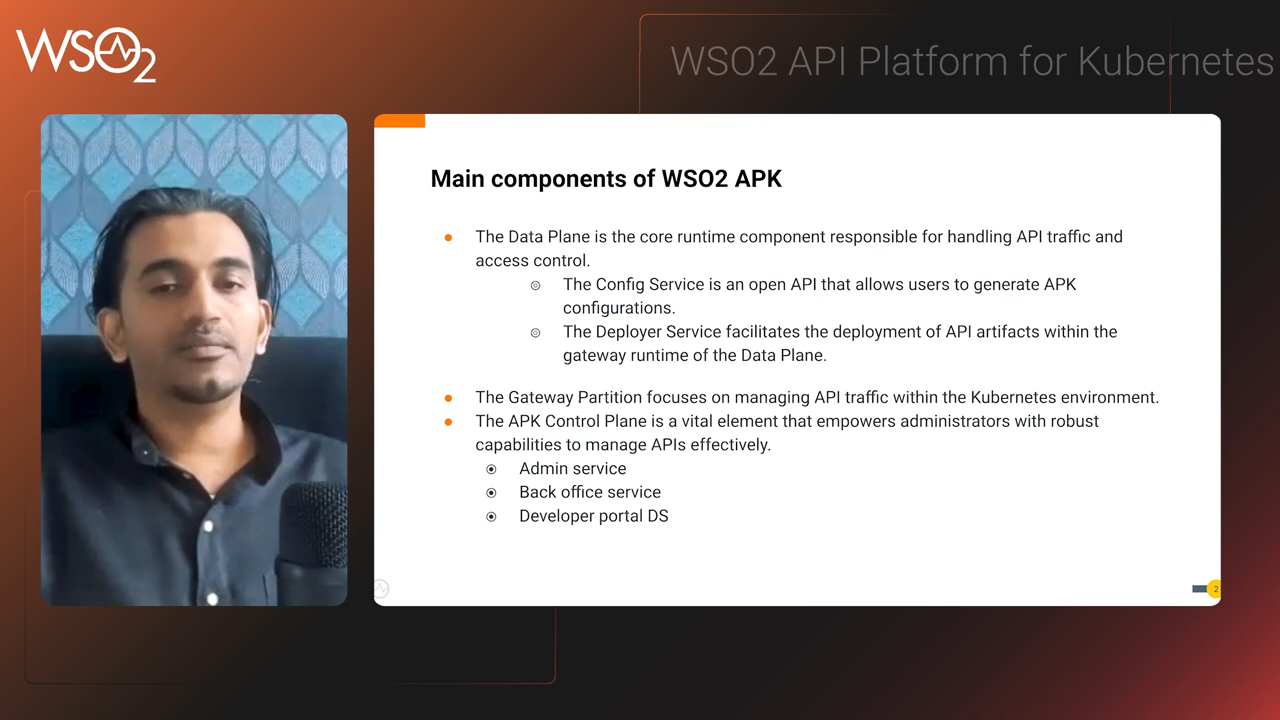 WSO2
WSO2 API Platform for Kubernetes
Main components of WSO2 APK
● The Data Plane is the core runtime component responsible for handling API traffic and
access control.
◎ The Config Service is an open API that allows users to generate APK
configurations.
◎ The Deployer Service facilitates the deployment of API artifacts within the
gateway runtime of the Data Plane.
● The Gateway Partition focuses on managing API traffic within the Kubernetes environment.
● The APK Control Plane is a vital element that empowers administrators with robust
capabilities to manage APIs effectively.
◉ Admin service
◉ Back office service
◉ Developer portal DS
2